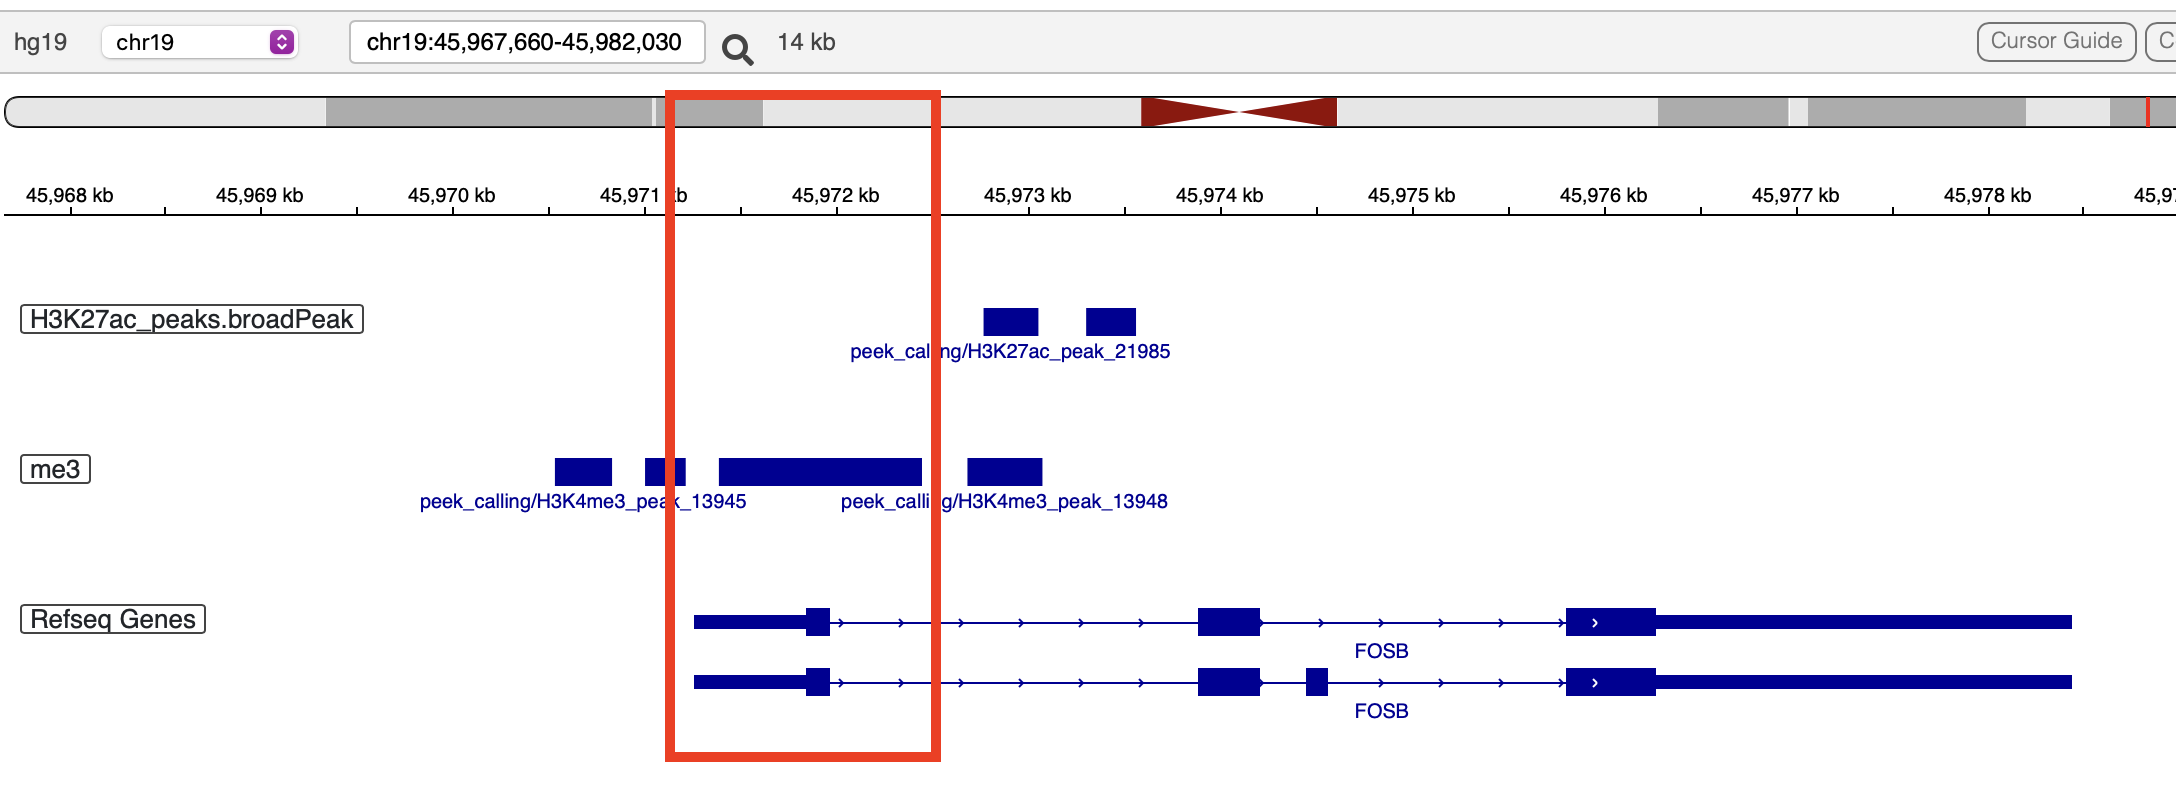 hg19 chr19 chr19:45,967,660-45,982,030 14 kb Cursor Guide C
45,968 kb 45,969 kb 45,970 kb 45,971 kb 45,972 kb 45,973 kb 45,974 kb 45,975 kb 45,976 kb 45,977 kb 45,978 kb 45,97
H3K27ac_peaks.broadPeak
peek_calling/H3K27ac_peak_21985
me3
peek_calling/H3K4me3_peak_13945 peek_calling/H3K4me3_peak_13948
Refseq Genes
FOSB
FOSB